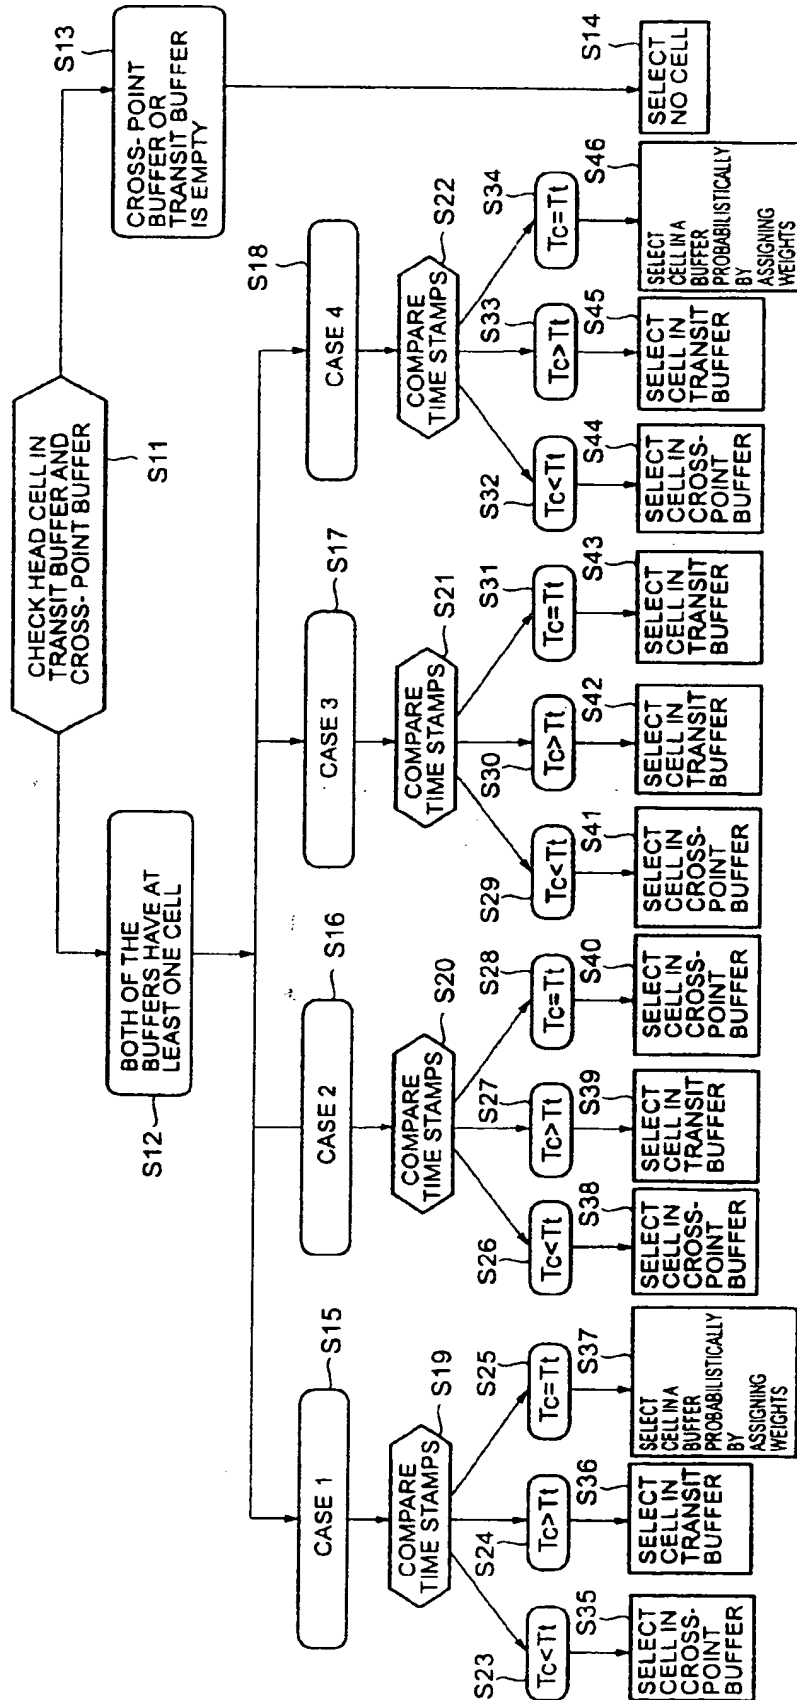 CHECK HEAD CELL IN
TRANSIT BUFFER AND
CROSS- POINT BUFFER
S11
BOTH OF THE
BUFFERS HAVE AT
LEAST ONE CELL
S12
CROSS- POINT
BUFFER OR
TRANSIT BUFFER
IS EMPTY
S13
SELECT
NO CELL
S14
CASE 1
S15
CASE 2
S16
CASE 3
S17
CASE 4
S18
COMPARE
TIME STAMPS
S19
COMPARE
TIME STAMPS
S20
COMPARE
TIME STAMPS
S21
COMPARE
TIME STAMPS
S22
S23
Tc<Tt
S24
Tc>Tt
S25
Tc=Tt
S26
Tc<Tt
S27
Tc>Tt
S28
Tc=Tt
S29
Tc<Tt
S30
Tc>Tt
S31
Tc=Tt
S32
Tc<Tt
S33
Tc>Tt
S34
Tc=Tt
S35
SELECT
CELL IN
CROSS-
POINT
BUFFER
S36
SELECT
CELL IN
TRANSIT
BUFFER
S37
SELECT
CELL IN A
BUFFER
PROBABILISTICALLY
BY
ASSIGNING
WEIGHTS
S38
SELECT
CELL IN
CROSS-
POINT
BUFFER
S39
SELECT
CELL IN
TRANSIT
BUFFER
S40
SELECT
CELL IN
CROSS-
POINT
BUFFER
S41
SELECT
CELL IN
CROSS-
POINT
BUFFER
S42
SELECT
CELL IN
TRANSIT
BUFFER
S43
SELECT
CELL IN
TRANSIT
BUFFER
S44
SELECT
CELL IN
CROSS-
POINT
BUFFER
S45
SELECT
CELL IN
TRANSIT
BUFFER
S46
SELECT
CELL IN A
BUFFER
PROBABILISTICALLY
BY
ASSIGNING
WEIGHTS